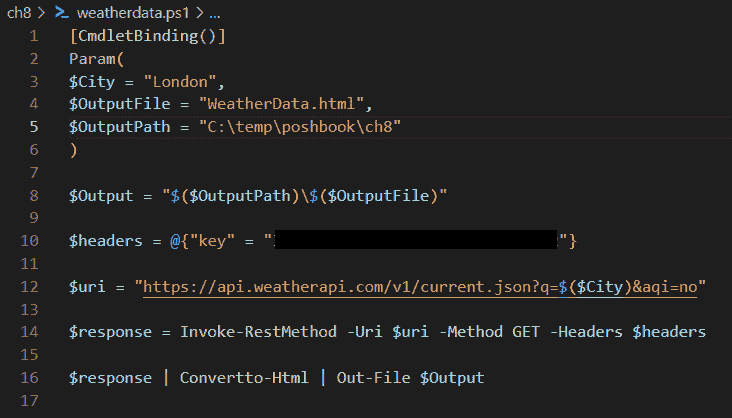 ch8 > weatherdata.ps1 > ...
1 [CmdletBinding()]
2 Param(
3 $City = "London",
4 $OutputFile = "WeatherData.html",
5 $OutputPath = "C:\temp\poshbook\ch8"
6 )
7
8 $Output = "$($OutputPath)\$($OutputFile)"
9
10 $headers = @{"key" = " "}
11
12 $uri = "https://api.weatherapi.com/v1/current.json?q=$($City)&aqi=no"
13
14 $response = Invoke-RestMethod -Uri $uri -Method GET -Headers $headers
15
16 $response | Convertto-Html | Out-File $Output
17